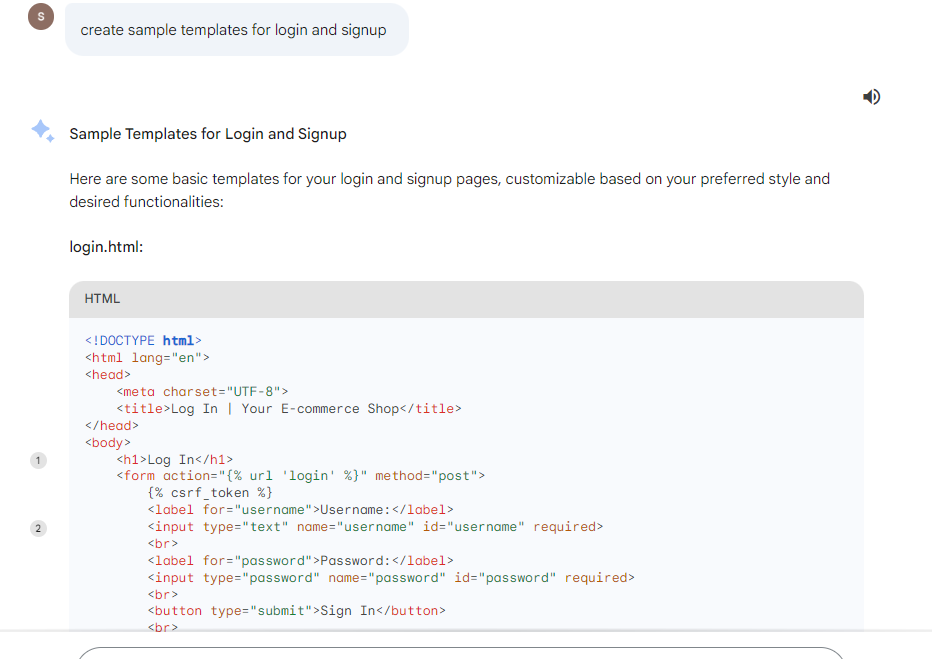 S
create sample templates for login and signup
Sample Templates for Login and Signup
Here are some basic templates for your login and signup pages, customizable based on your preferred style and
desired functionalities:
login.html:
HTML
<!DOCTYPE html>
<html lang="en">
<head>
    <meta charset="UTF-8">
    <title>Log In | Your E-commerce Shop</title>
</head>
<body>
1
    <h1>Log In</h1>
    <form action="{% url 'login' %}" method="post">
        {% csrf_token %}
        <label for="username">Username:</label>
2
        <input type="text" name="username" id="username" required>
        <br>
        <label for="password">Password:</label>
        <input type="password" name="password" id="password" required>
        <br>
        <button type="submit">Sign In</button>
        <br>